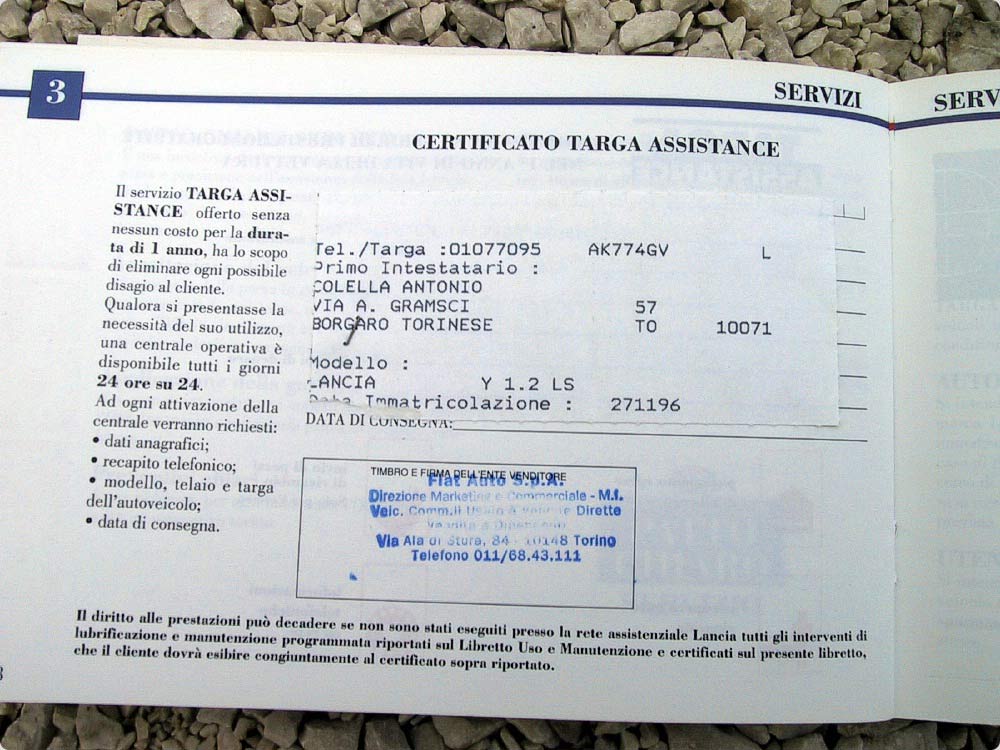 3
SERVIZI
SERV
CERTIFICATO TARGA ASSISTANCE
Il servizio TARGA ASSI-
STANCE offerto senza
nessun costo per la dura-
ta di 1 anno, ha lo scopo
di eliminare ogni possibile
disagio al cliente.
Qualora si presentasse la
necessità del suo utilizzo,
una centrale operativa è
disponibile tutti i giorni
24 ore su 24.
Ad ogni attivazione della
centrale verranno richiesti:
• dati anagrafici;
• recapito telefonico;
• modello, telaio e targa
dell'autoveicolo;
• data di consegna.
Tel./Targa :01077095 AK774GV L
Primo Intestatario :
COLELLA ANTONIO
VIA A. GRAMSCI 57
BORGARO TORINESE TO 10071
Modello :
LANCIA Y 1.2 LS
Data Immatricolazione : 271196
DATA DI CONSEGNA:
TIMBRO E FIRMA DELL'ENTE VENDITORE
Fiat Auto S.p.A.
Direzione Marketing e Commerciale - M.I.
Veic. Comm.li Usato e Vendite Dirette
Via Ala di Stura, 84 - 10148 Torino
Telefono 011/68.43.111
Il diritto alle prestazioni può decadere se non sono stati eseguiti presso la rete assistenziale Lancia tutti gli interventi di
lubrificazione e manutenzione programmata riportati sul Libretto Uso e Manutenzione e certificati sul presente libretto,
che il cliente dovrà esibire congiuntamente al certificato sopra riportato.